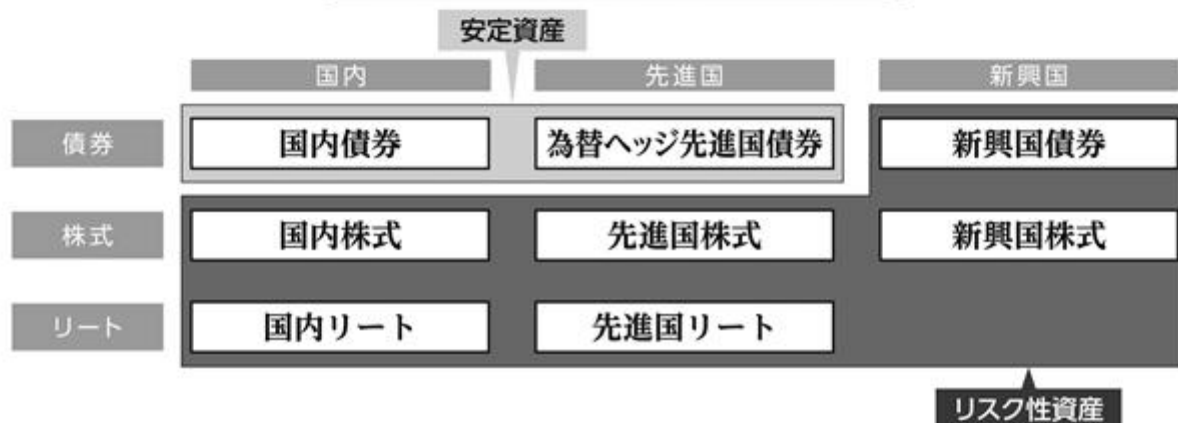 安定資産
国内 先進国 新興国
債券 国内債券 為替ヘッジ先進国債券 新興国債券
株式 国内株式 先進国株式 新興国株式
リート 国内リート 先進国リート
リスク性資産